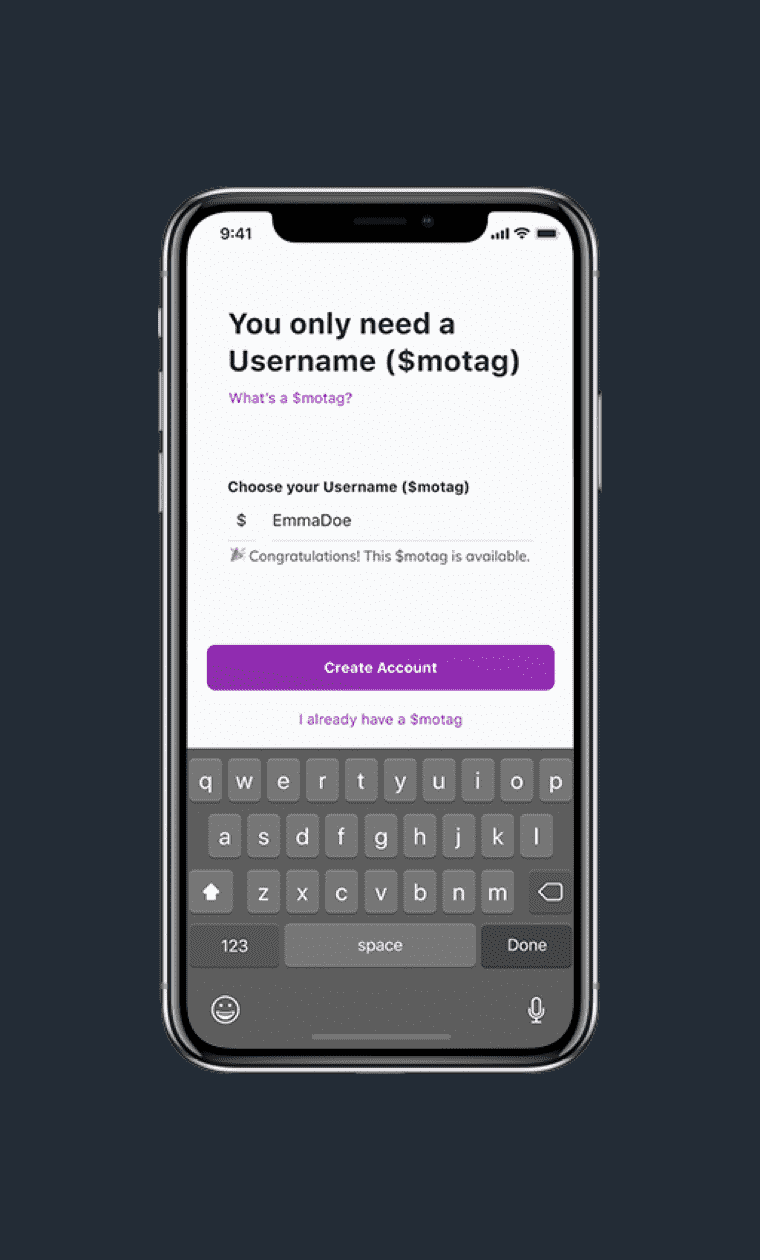 9:41
You only need a
Username ($motag)
What's a $motag?
Choose your Username ($motag)
$ EmmaDoe
🎉 Congratulations! This $motag is available.
Create Account
I already have a $motag
q w e r t y u i o p
a s d f g h j k l
z x c v b n m
123 space Done